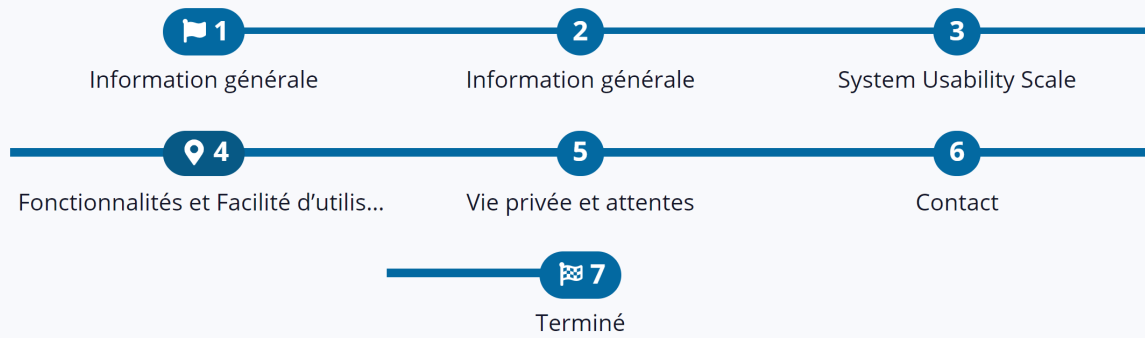 1 2 3
Information générale Information générale System Usability Scale
4 5 6
Fonctionnalités et Facilité d’utilis... Vie privée et attentes Contact
7
Terminé